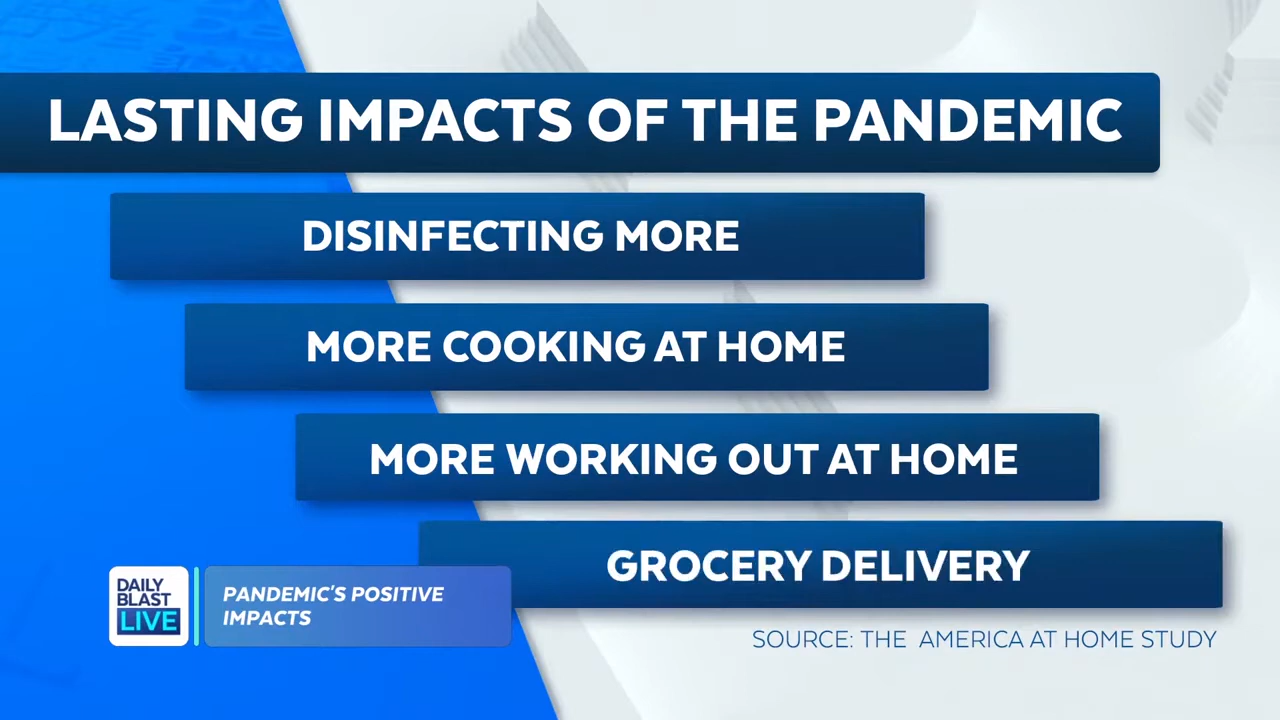 LASTING IMPACTS OF THE PANDEMIC
DISINFECTING MORE
MORE COOKING AT HOME
MORE WORKING OUT AT HOME
GROCERY DELIVERY
DAILY
BLAST
LIVE
PANDEMIC'S POSITIVE
IMPACTS
SOURCE: THE AMERICA AT HOME STUDY